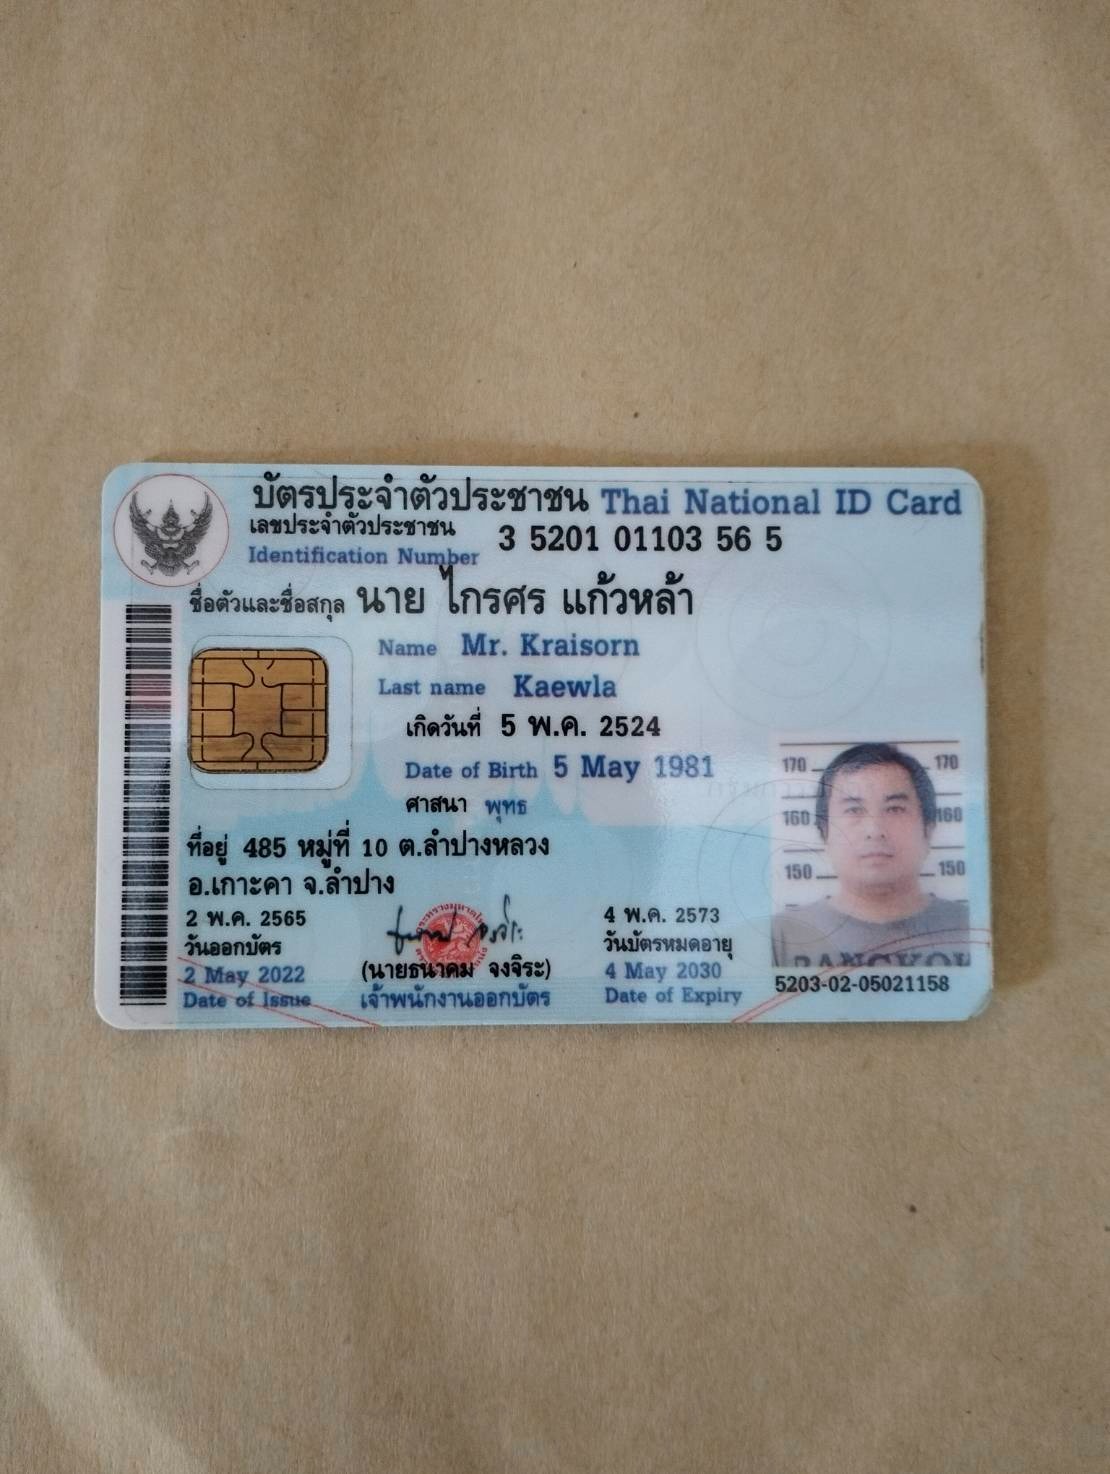 บัตรประจำตัวประชาชน Thai National ID Card
เลขประจำตัวประชาชน 3 5201 01103 56 5
Identification Number
ชื่อตัวและชื่อสกุล นาย ไกรศร แก้วหล้า
Name Mr. Kraisorn
Last name Kaewla
เกิดวันที่ 5 พ.ค. 2524
Date of Birth 5 May 1981
ศาสนา พุทธ
ที่อยู่ 485 หมู่ที่ 10 ต.ลำปางหลวง
อ.เกาะคา จ.ลำปาง
2 พ.ค. 2565
วันออกบัตร
2 May 2022
Date of Issue
(นายธนาคม จงจิระ)
เจ้าพนักงานออกบัตร
4 พ.ค. 2573
วันบัตรหมดอายุ
4 May 2030
Date of Expiry
170 170
160 160
150 150
5203-02-05021158